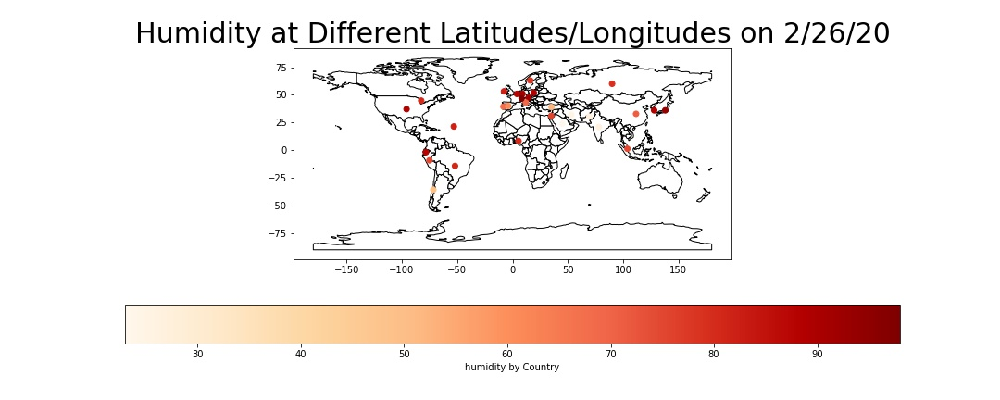 Humidity at Different Latitudes/Longitudes on 2/26/20
75
50
25
0
−25
−50
−75
−150 −100 −50 0 50 100 150
30 40 50 60 70 80 90
humidity by Country